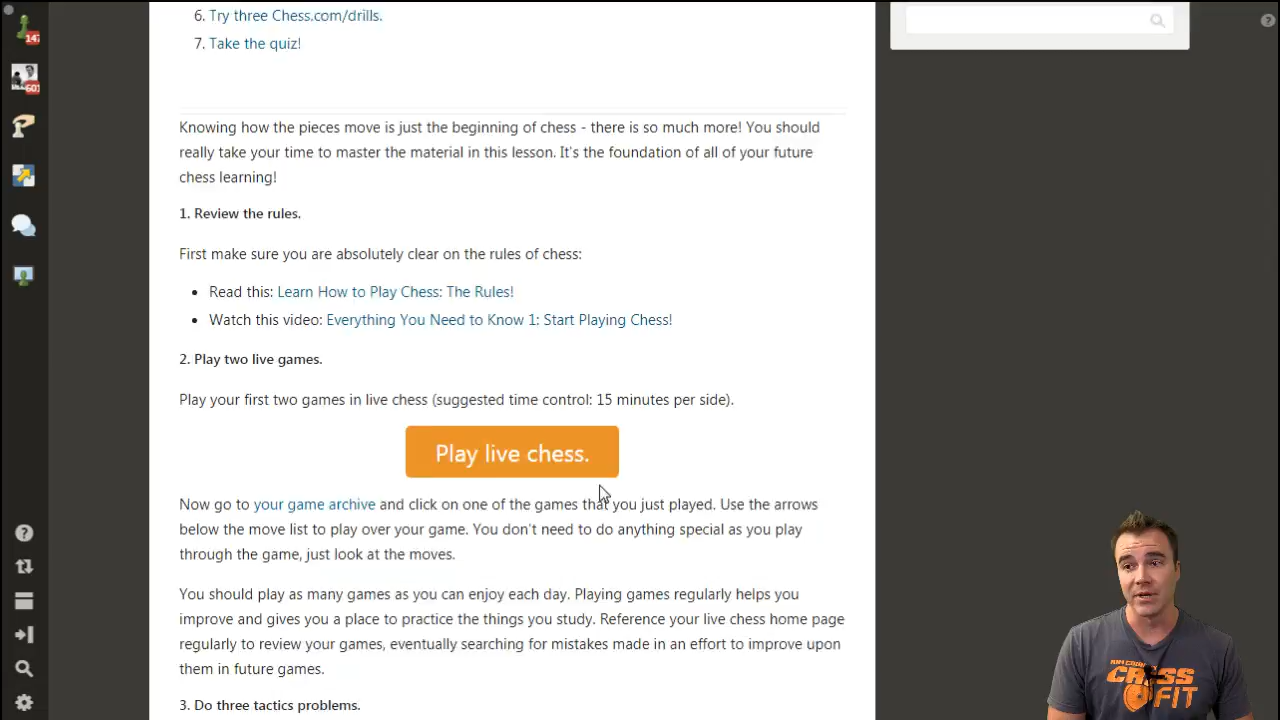 6. Try three Chess.com/drills.
7. Take the quiz!
147
601
Knowing how the pieces move is just the beginning of chess - there is so much more! You should
really take your time to master the material in this lesson. It's the foundation of all of your future
chess learning!
1. Review the rules.
First make sure you are absolutely clear on the rules of chess:
• Read this: Learn How to Play Chess: The Rules!
• Watch this video: Everything You Need to Know 1: Start Playing Chess!
2. Play two live games.
Play your first two games in live chess (suggested time control: 15 minutes per side).
Play live chess.
Now go to your game archive and click on one of the games that you just played. Use the arrows
below the move list to play over your game. You don't need to do anything special as you play
through the game, just look at the moves.
You should play as many games as you can enjoy each day. Playing games regularly helps you
improve and gives you a place to practice the things you study. Reference your live chess home page
regularly to review your games, eventually searching for mistakes made in an effort to improve upon
them in future games.
3. Do three tactics problems.
FIT